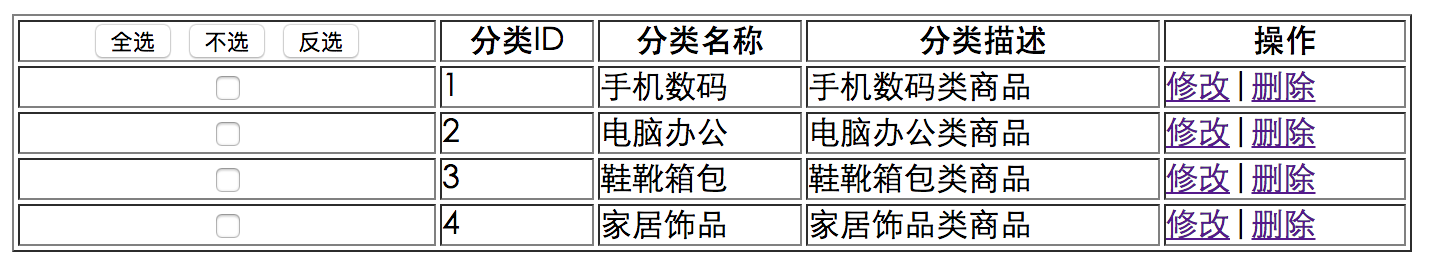 全选 不选 反选 分类ID 分类名称 分类描述 操作
1 手机数码 手机数码类商品 修改|删除
2 电脑办公 电脑办公类商品 修改|删除
3 鞋靴箱包 鞋靴箱包类商品 修改|删除
4 家居饰品 家居饰品类商品 修改|删除